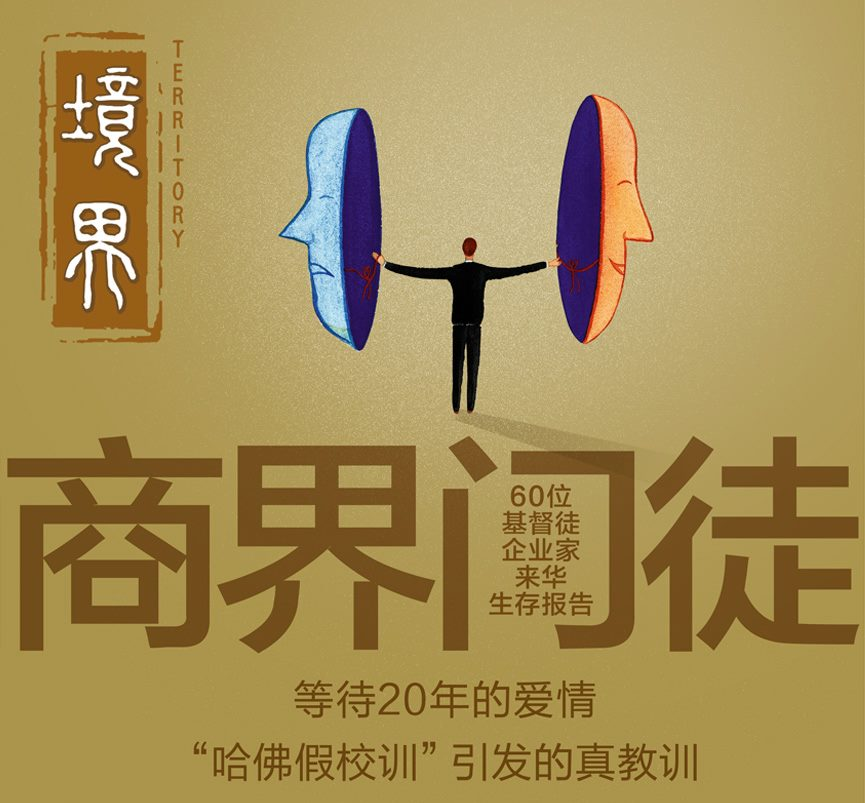 境界
TERRITORY
商界门徒
60位
基督徒
企业家
来华
生存报告
等待20年的爱情
“哈佛假校训”引发的真教训